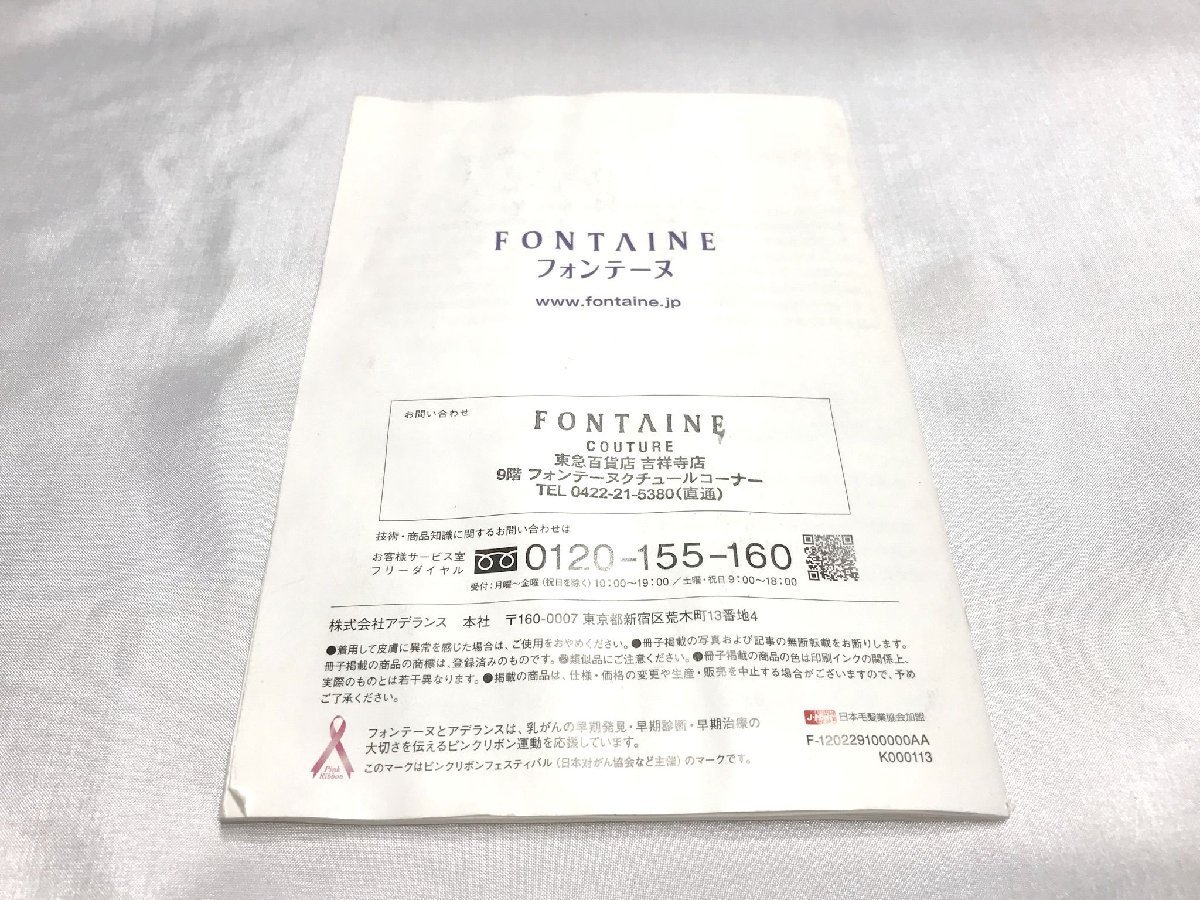 FONTAINE
フォンテーヌ
www.fontaine.jp
お問い合わせ
FONTAINE
COUTURE
東急百貨店 吉祥寺店
9階 フォンテーヌクチュールコーナー
TEL 0422-21-5380(直通)
技術・商品知識に関するお問い合わせは
お客様サービス室
フリーダイヤル
0120-155-160
受付:月曜〜金曜(祝日を除く)10:00〜19:00/土曜・祝日9:00〜18:00
株式会社アデランス 本社 〒160-0007 東京都新宿区荒木町13番地4
●着用して皮膚に異常を感じた場合は、ご使用をおやめください。●冊子掲載の写真および記事の無断転載をお断りします。
冊子掲載の商品の商標は、登録済みのものです。●類似品にご注意ください。●冊子掲載の商品の色は印刷インクの関係上、
実際のものとは若干異なります。●掲載の商品は、仕様・価格の変更や生産・販売を中止する場合がございますので、予め
ご了承ください。
Pink
Ribbon
フォンテーヌとアデランスは、乳がんの早期発見・早期診断・早期治療の
大切さを伝えるピンクリボン運動を応援しています。
このマークはピンクリボンフェスティバル(日本対がん協会など主催)のマークです。
日本毛髪業協会加盟
F-120229100000AA
K000113